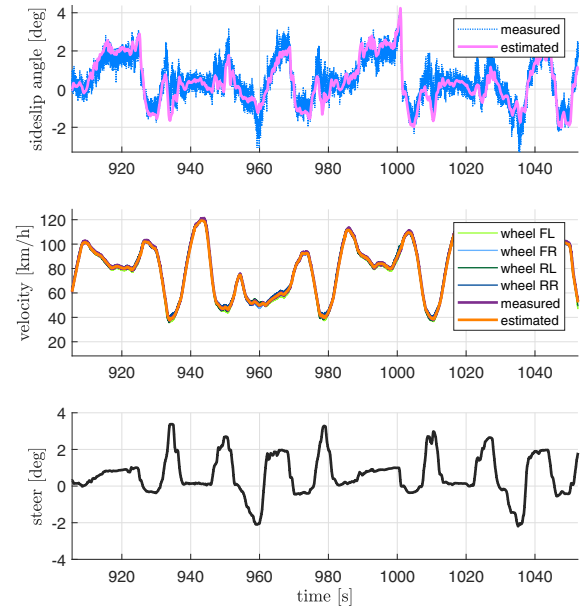 4
2
0
-2
sideslip angle [deg]
measured
estimated
920 940 960 980 1000 1020 1040
120
100
80
60
40
20
velocity [km/h]
wheel FL
wheel FR
wheel RL
wheel RR
measured
estimated
920 940 960 980 1000 1020 1040
4
2
0
-2
-4
steer [deg]
920 940 960 980 1000 1020 1040
time [s]